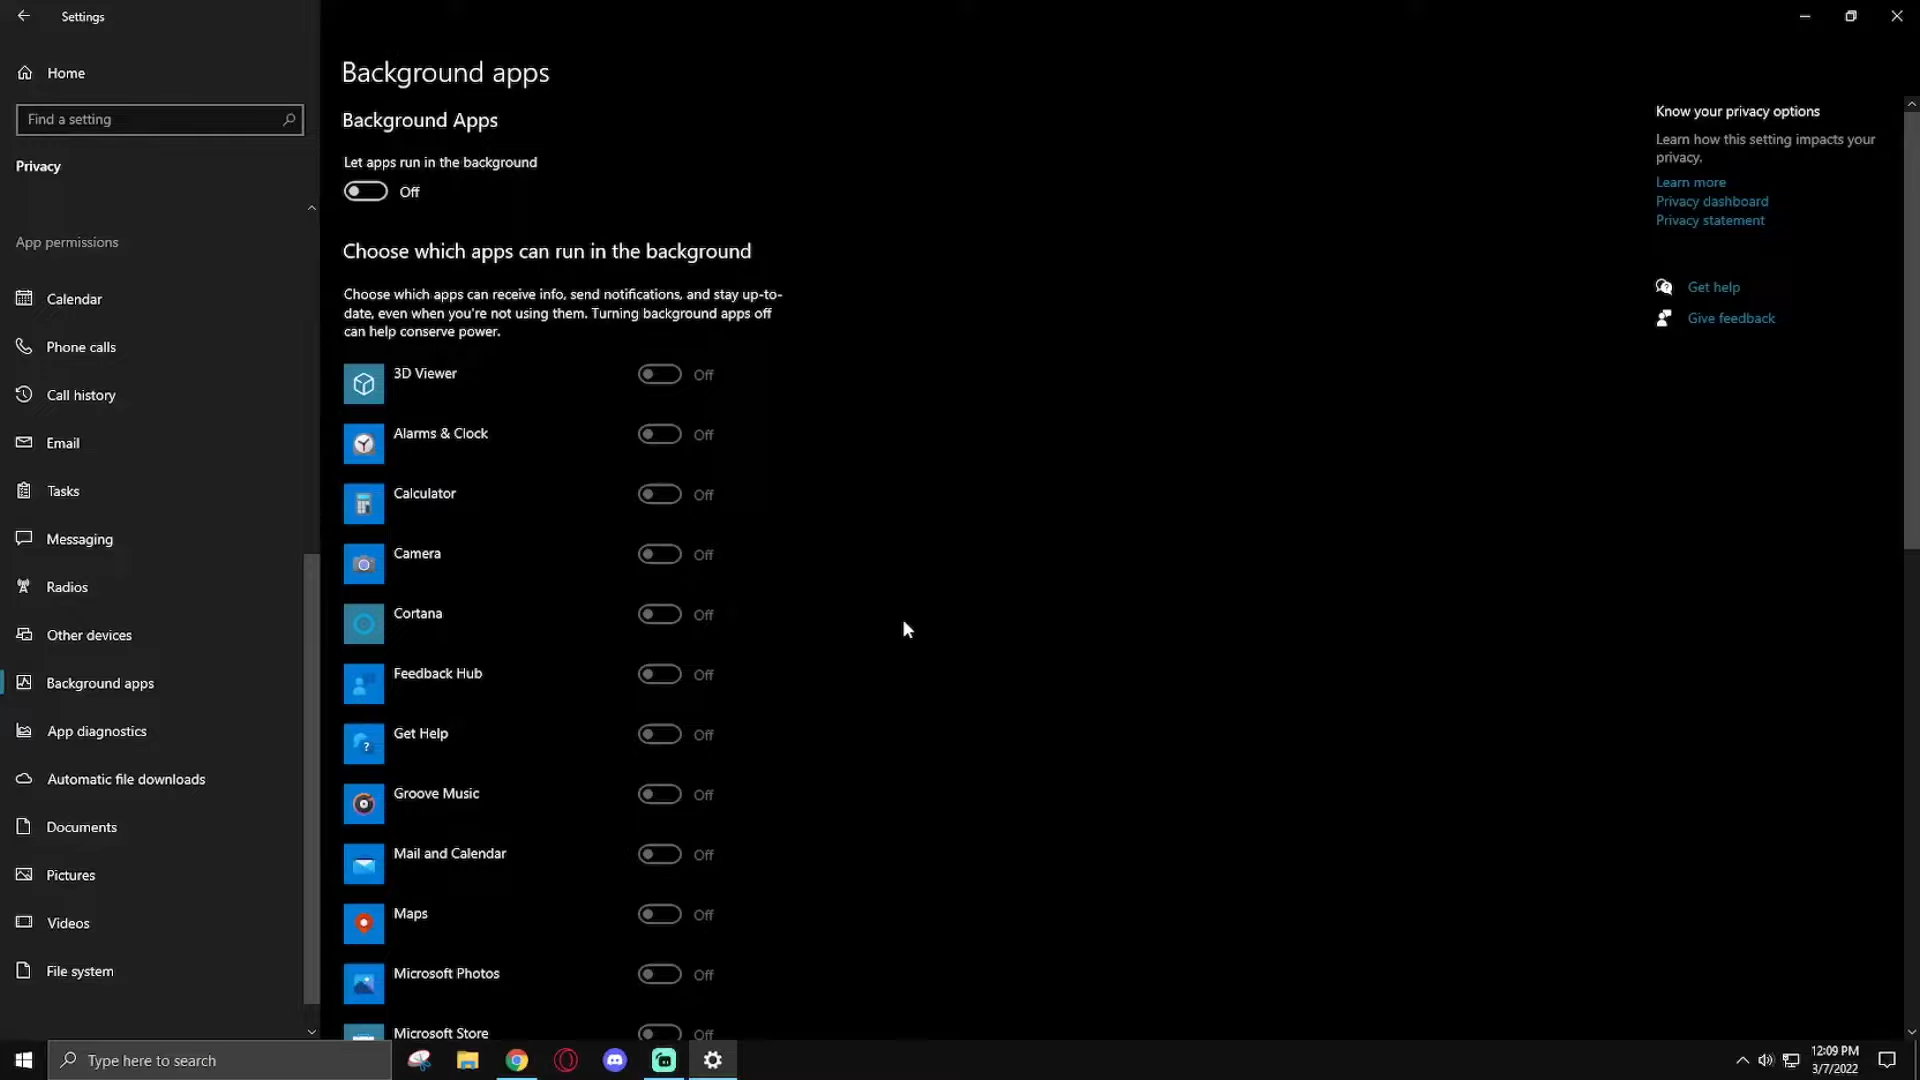 Settings
Home
Find a setting
Privacy
App permissions
Calendar
Phone calls
Call history
Email
Tasks
Messaging
Radios
Other devices
Background apps
App diagnostics
Automatic file downloads
Documents
Pictures
Videos
File system
Background apps
Background Apps
Let apps run in the background
Off
Choose which apps can run in the background
Choose which apps can receive info, send notifications, and stay up-to-
date, even when you're not using them. Turning background apps off
can help conserve power.
3D Viewer Off
Alarms & Clock Off
Calculator Off
Camera Off
Cortana Off
Feedback Hub Off
Get Help Off
Groove Music Off
Mail and Calendar Off
Maps Off
Microsoft Photos Off
Microsoft Store Off
Know your privacy options
Learn how this setting impacts your
privacy.
Learn more
Privacy dashboard
Privacy statement
Get help
Give feedback
Type here to search
12:09 PM
3/7/2022